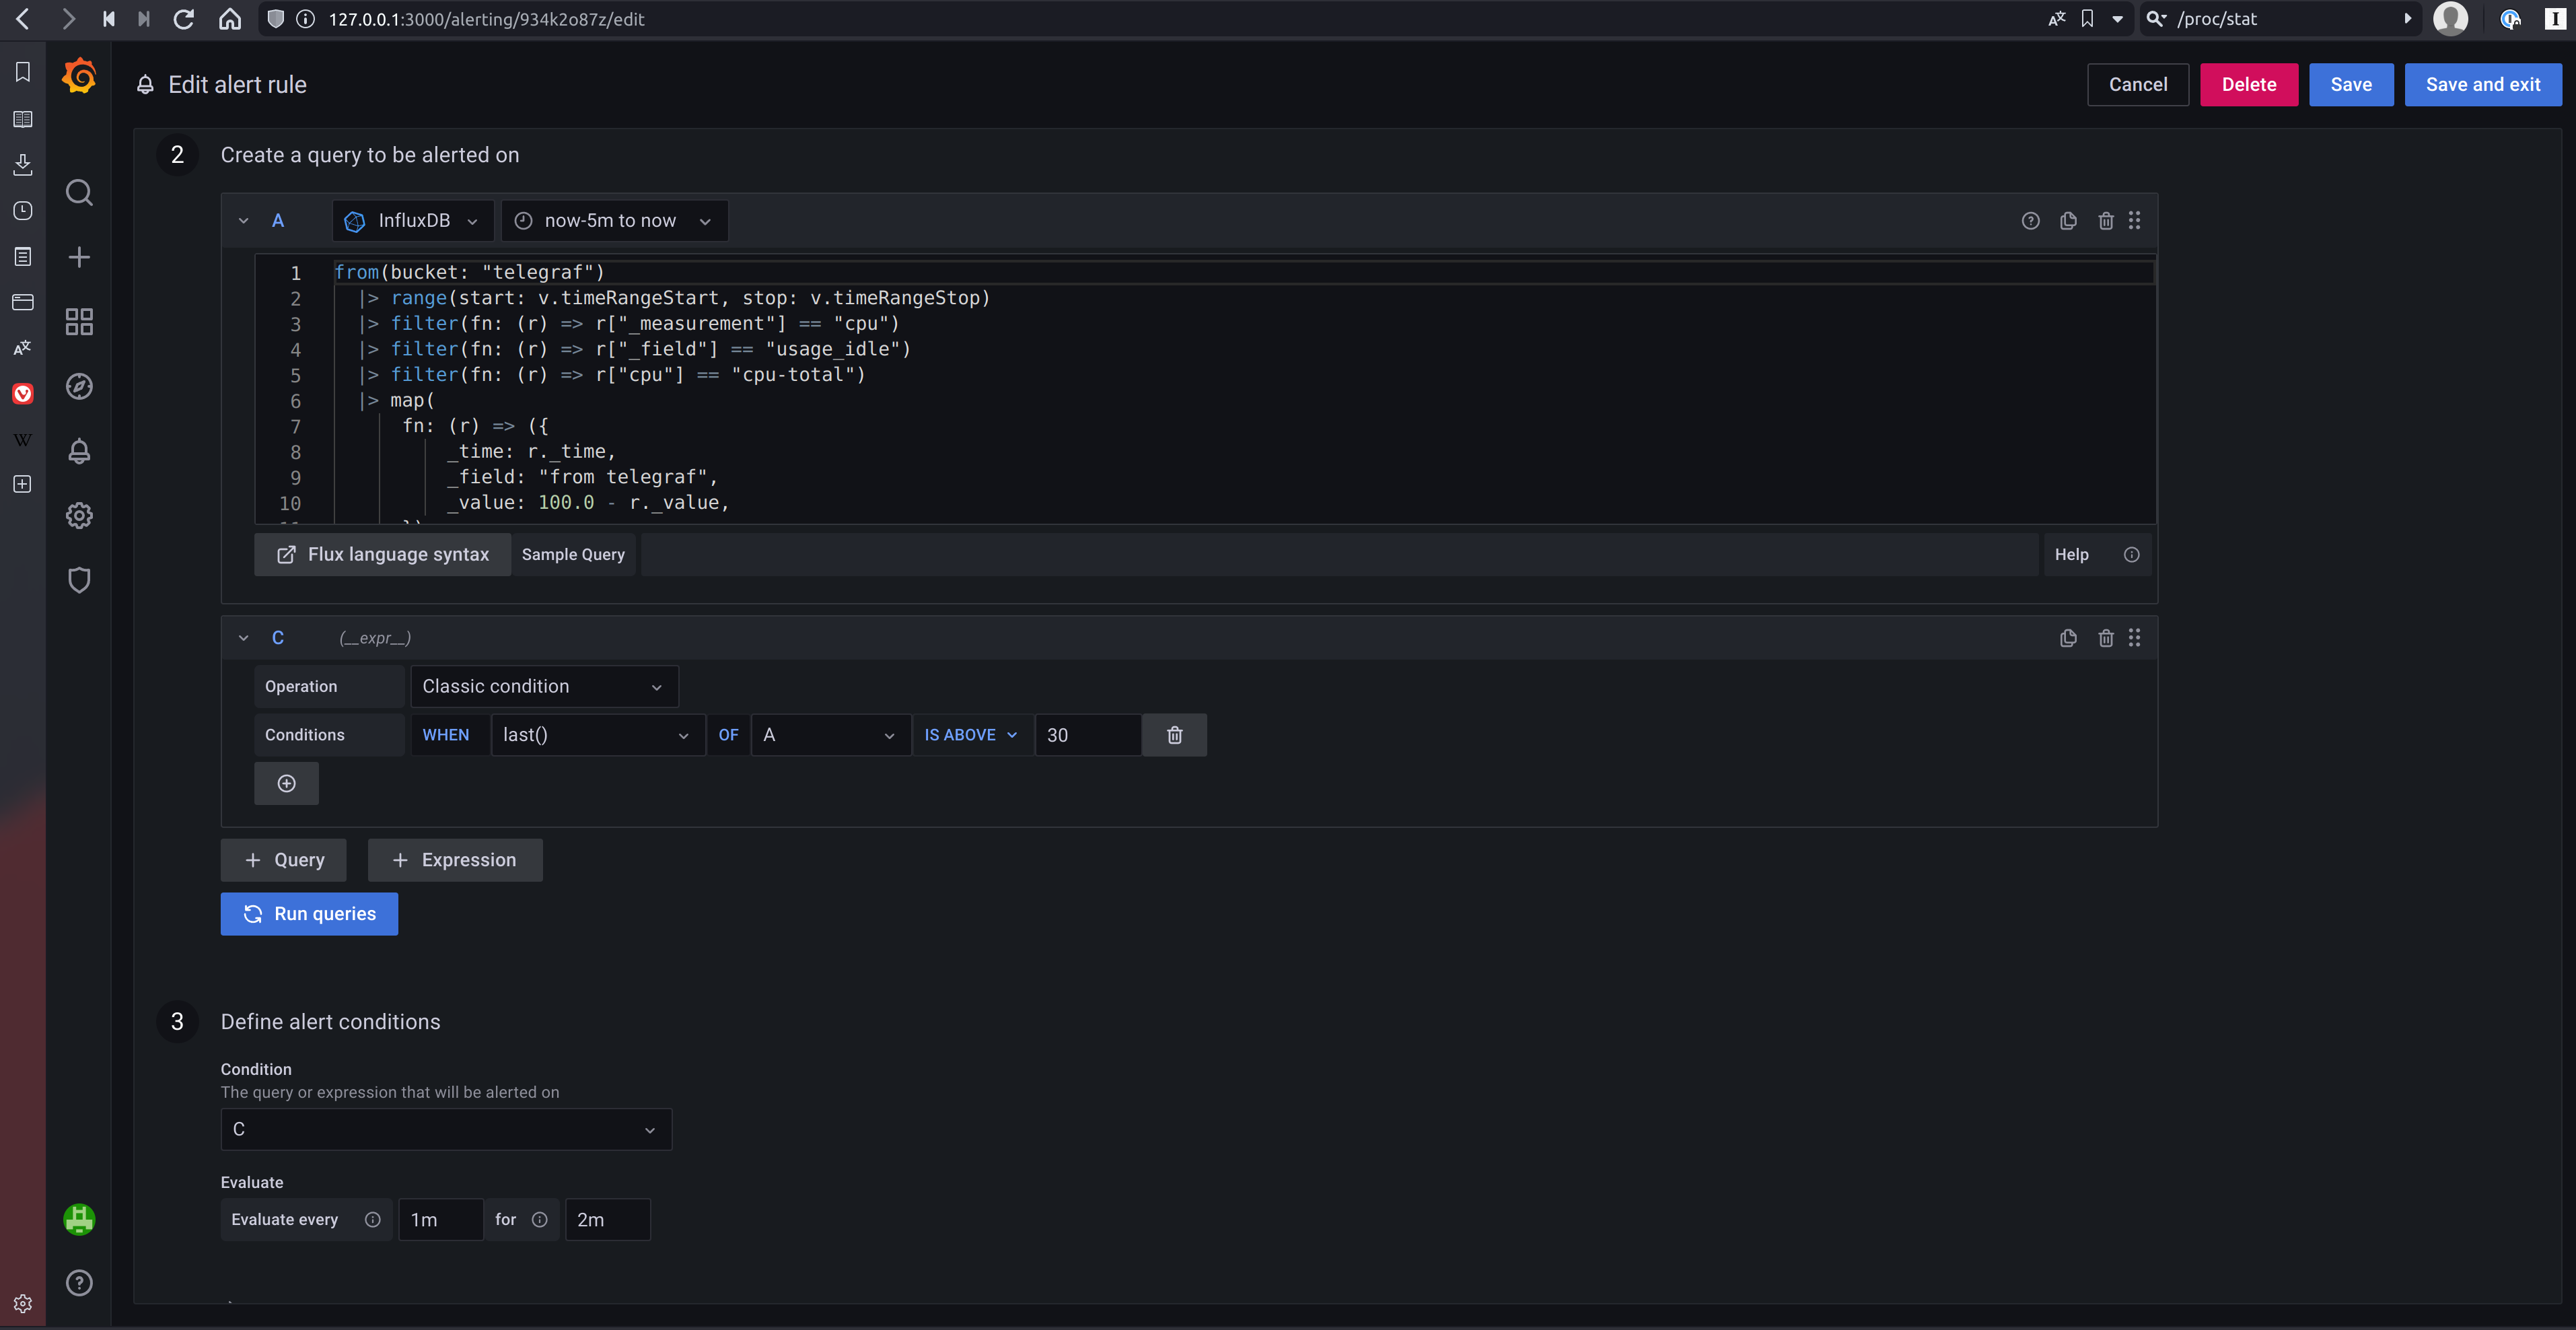 127.0.0.1:3000/alerting/934k2o87z/edit
/proc/stat
Edit alert rule
Cancel
Delete
Save
Save and exit
2 Create a query to be alerted on
A InfluxDB now-5m to now
1 from(bucket: "telegraf")
2 |> range(start: v.timeRangeStart, stop: v.timeRangeStop)
3 |> filter(fn: (r) => r["_measurement"] == "cpu")
4 |> filter(fn: (r) => r["_field"] == "usage_idle")
5 |> filter(fn: (r) => r["cpu"] == "cpu-total")
6 |> map(
7 fn: (r) => ({
8 _time: r._time,
9 _field: "from telegraf",
10 _value: 100.0 - r._value,
Flux language syntax Sample Query Help
C (__expr__)
Operation Classic condition
Conditions WHEN last() OF A IS ABOVE 30
+ Query + Expression
Run queries
3 Define alert conditions
Condition
The query or expression that will be alerted on
C
Evaluate
Evaluate every 1m for 2m